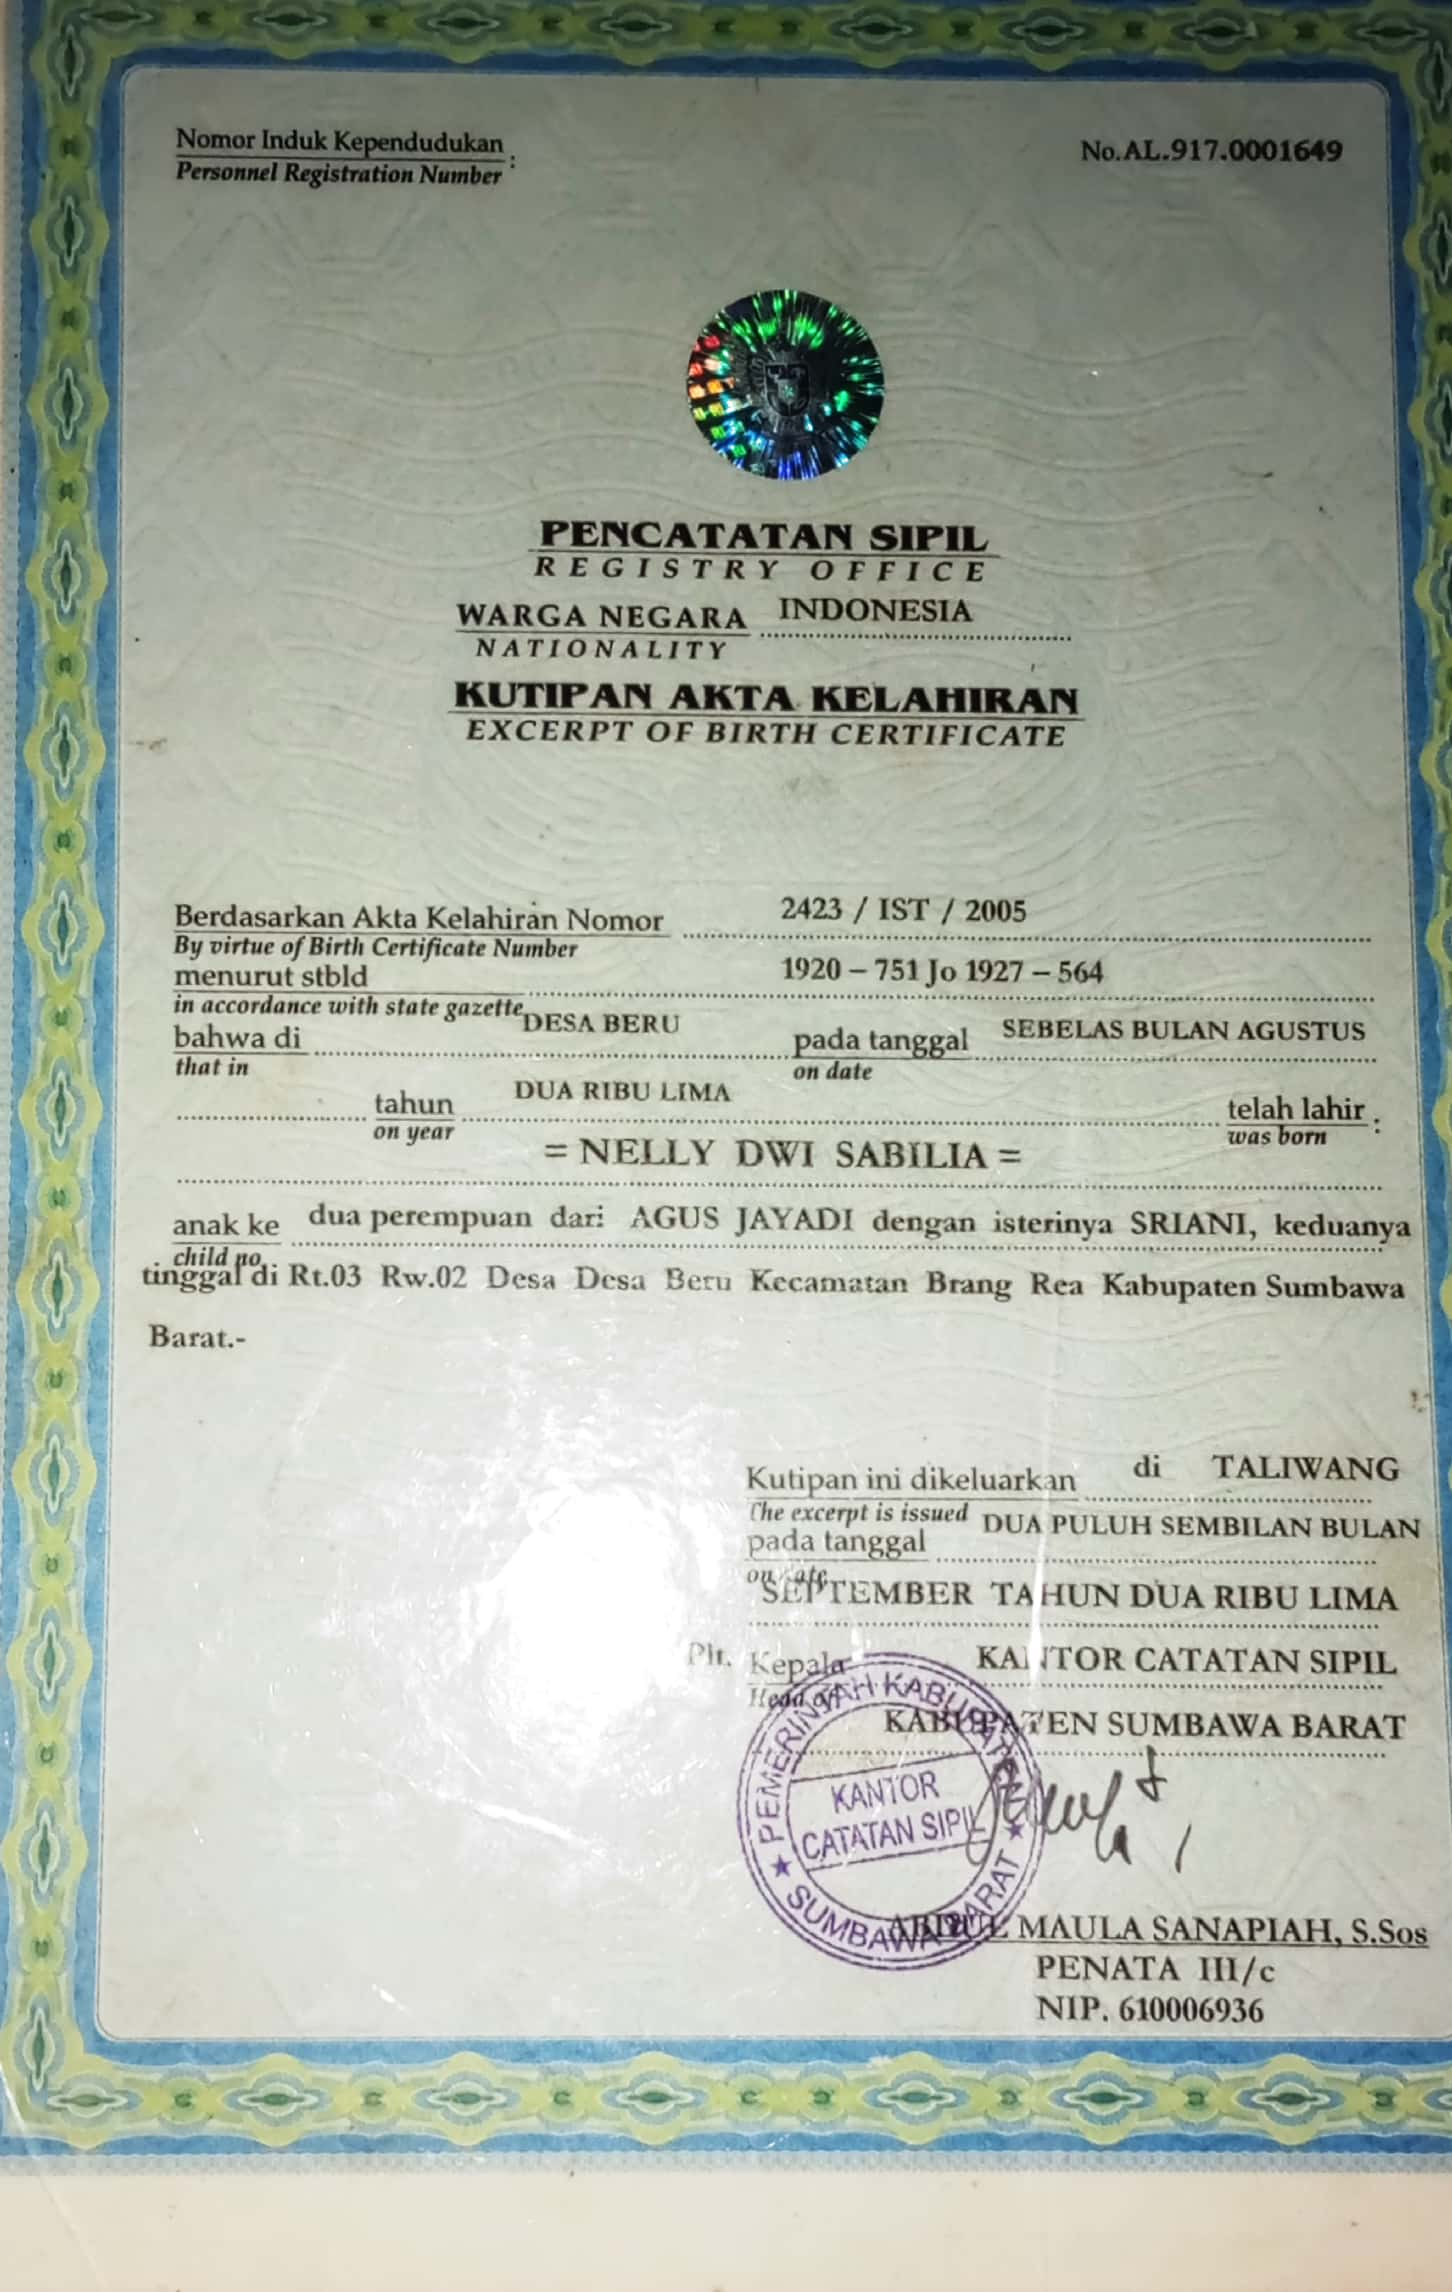 Nomor Induk Kependudukan :
Personnel Registration Number
No.AL.917.0001649
PENCATATAN SIPIL
REGISTRY OFFICE
WARGA NEGARA INDONESIA
NATIONALITY
KUTIPAN AKTA KELAHIRAN
EXCERPT OF BIRTH CERTIFICATE
Berdasarkan Akta Kelahiran Nomor 2423 / IST / 2005
By virtue of Birth Certificate Number
menurut stbld 1920 – 751 Jo 1927 – 564
in accordance with state gazette
bahwa di DESA BERU pada tanggal SEBELAS BULAN AGUSTUS
that in on date
tahun DUA RIBU LIMA telah lahir :
on year was born
= NELLY DWI SABILIA =
anak ke dua perempuan dari AGUS JAYADI dengan isterinya SRIANI, keduanya
child no.
tinggal di Rt.03 Rw.02 Desa Desa Beru Kecamatan Brang Rea Kabupaten Sumbawa
Barat.-
Kutipan ini dikeluarkan di TALIWANG
The excerpt is issued
pada tanggal DUA PULUH SEMBILAN BULAN
on date
SEPTEMBER TAHUN DUA RIBU LIMA
Plt. Kepala KANTOR CATATAN SIPIL
Head of
KABUPATEN SUMBAWA BARAT
PEMERINTAH KABUPATEN
KANTOR
CATATAN SIPIL
SUMBAWA BARAT
ABDUL MAULA SANAPIAH, S.Sos
PENATA III/c
NIP. 610006936